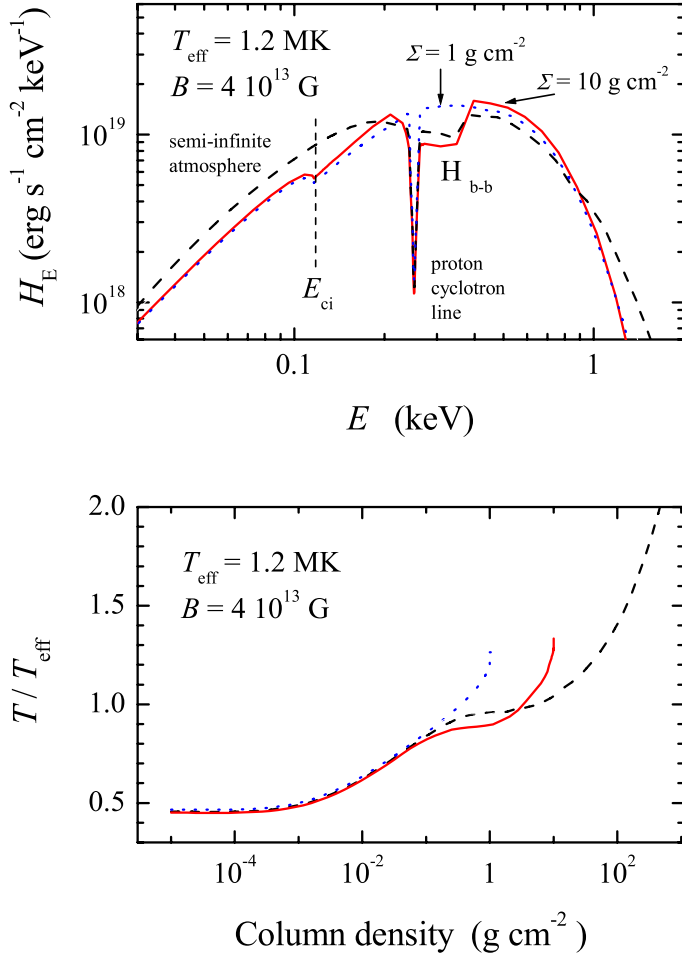 T_eff = 1.2 MK
B = 4 10^13 G
Σ = 1 g cm^-2
Σ = 10 g cm^-2
semi-infinite
atmosphere
H_b-b
E_ci
proton
cyclotron
line
10^19
10^18
H_E (erg s^-1 cm^-2 keV^-1)
0.1
1
E (keV)
2.0
1.5
1.0
0.5
T_eff = 1.2 MK
B = 4 10^13 G
T / T_eff
10^-4
10^-2
1
10^2
Column density (g cm^-2)